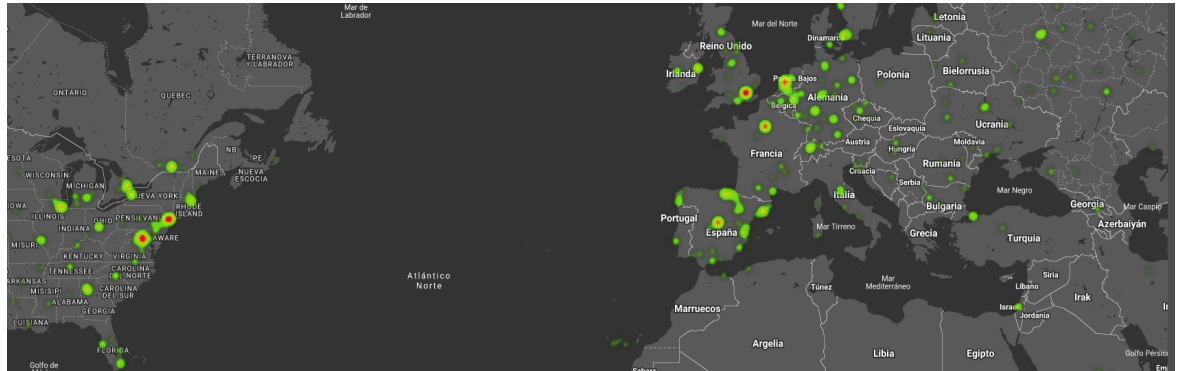 Mar de
Labrador
Mar del Norte
Letonia
Dinamarca
Lituania
Reino Unido
TERRANOVA
Y LABRADOR
Irlanda
Países Bajos
Polonia
Bielorrusia
ONTARIO
QUEBEC
Bélgica
Alemania
Chequia
Ucrania
Eslovaquia
NB
PE
Austria
Hungría
Moldavia
ESOTA
WISCONSIN
MAINE
NUEVA
ESCOCIA
Francia
Rumania
MICHIGAN
Croacia
Serbia
IOWA
NUEVA YORK
Italia
Mar Negro
ILLINOIS
OHIO
PENSILVANIA
RHODE
ISLAND
Portugal
Bulgaria
Georgia
Mar Caspio
INDIANA
España
Mar Tirreno
Grecia
Turquía
Azerbaiyán
MISURI
AWARE
KENTUCKY
VIRGINIA
TENNESSEE
CAROLINA
DEL NORTE
Atlántico
Norte
Mar
Mediterráneo
Siria
ARKANSAS
MISISIPI
CAROLINA
DEL SUR
Túnez
Líbano
Irak
ALABAMA
GEORGIA
Marruecos
Israel
Jordania
LUISIANA
Argelia
Libia
Egipto
FLORIDA
Golfo Pérsico
Golfo de